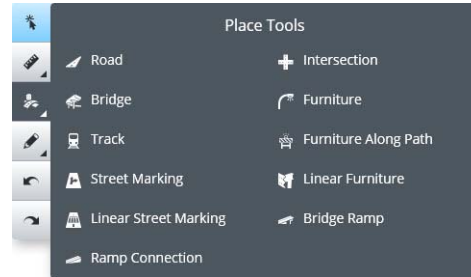 Place Tools
Road
Intersection
Bridge
Furniture
Track
Furniture Along Path
Street Marking
Linear Furniture
Linear Street Marking
Bridge Ramp
Ramp Connection